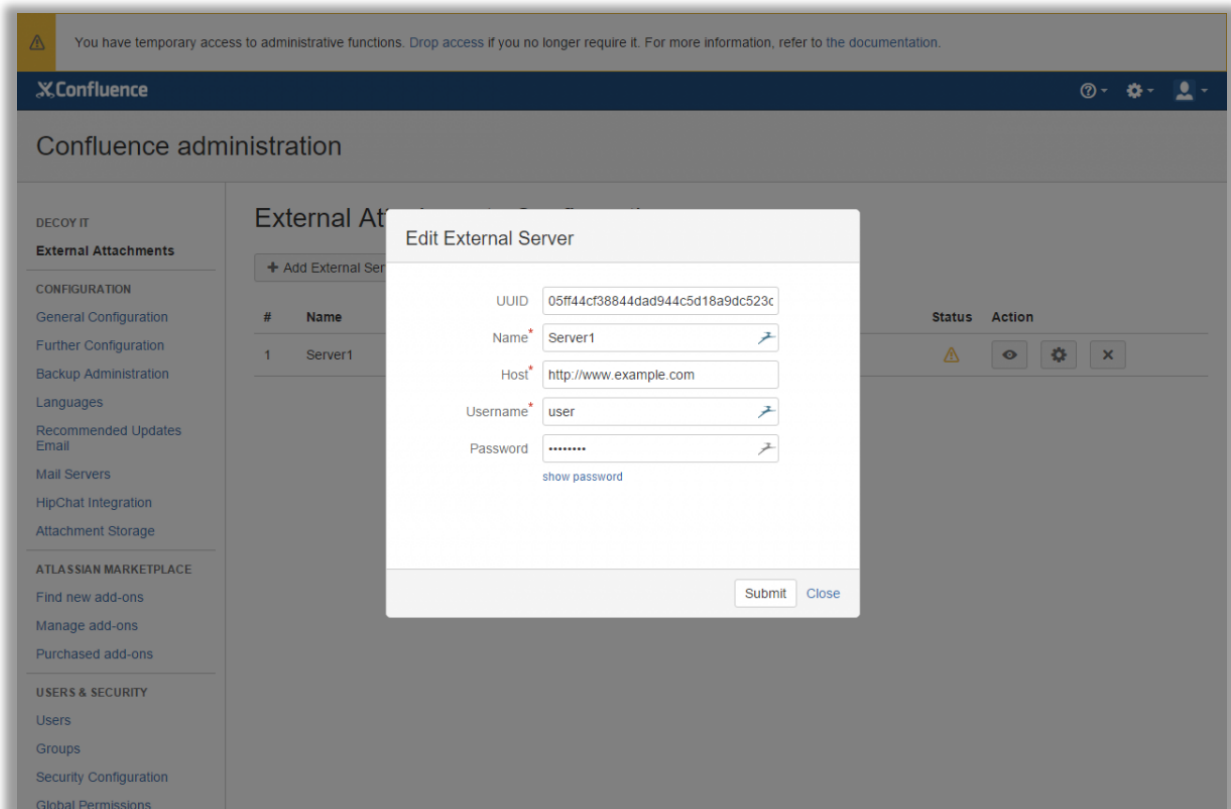 You have temporary access to administrative functions. Drop access if you no longer require it. For more information, refer to the documentation.
Confluence
Confluence administration
DECOY IT
External Attachments
CONFIGURATION
General Configuration
Further Configuration
Backup Administration
Languages
Recommended Updates
Email
Mail Servers
HipChat Integration
Attachment Storage
ATLASSIAN MARKETPLACE
Find new add-ons
Manage add-ons
Purchased add-ons
USERS & SECURITY
Users
Groups
Security Configuration
Global Permissions
External
+ Add External
# Name Status Action
1 Server1
Edit External Server
UUID 05ff44cf38844dad944c5d18a9dc523c
Name* Server1
Host* http://www.example.com
Username* user
Password ••••••••
show password
Submit Close